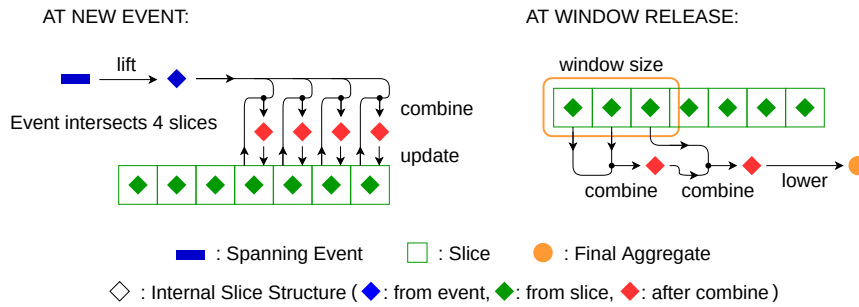 AT NEW EVENT:
AT WINDOW RELEASE:
lift
window size
combine
Event intersects 4 slices
update
combine
combine
lower
: Spanning Event
: Slice
: Final Aggregate
: Internal Slice Structure ( : from event, : from slice, : after combine )